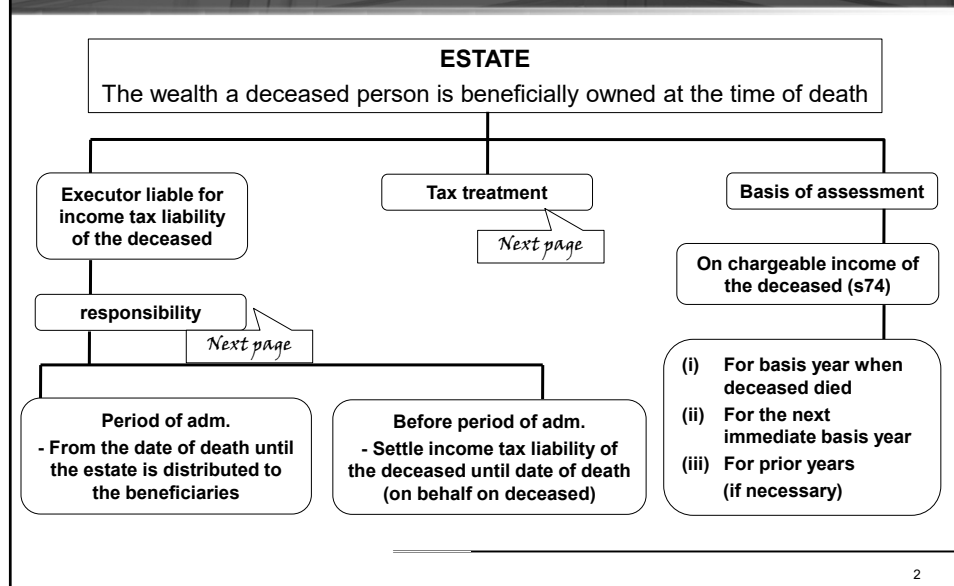 ESTATE
The wealth a deceased person is beneficially owned at the time of death
Executor liable for
income tax liability
of the deceased
Tax treatment
Next page
Basis of assessment
On chargeable income of
the deceased (s74)
responsibility
Next page
Period of adm.
- From the date of death until
the estate is distributed to
the beneficiaries
Before period of adm.
- Settle income tax liability of
the deceased until date of death
(on behalf on deceased)
(i) For basis year when
deceased died
(ii) For the next
immediate basis year
(iii) For prior years
(if necessary)
2